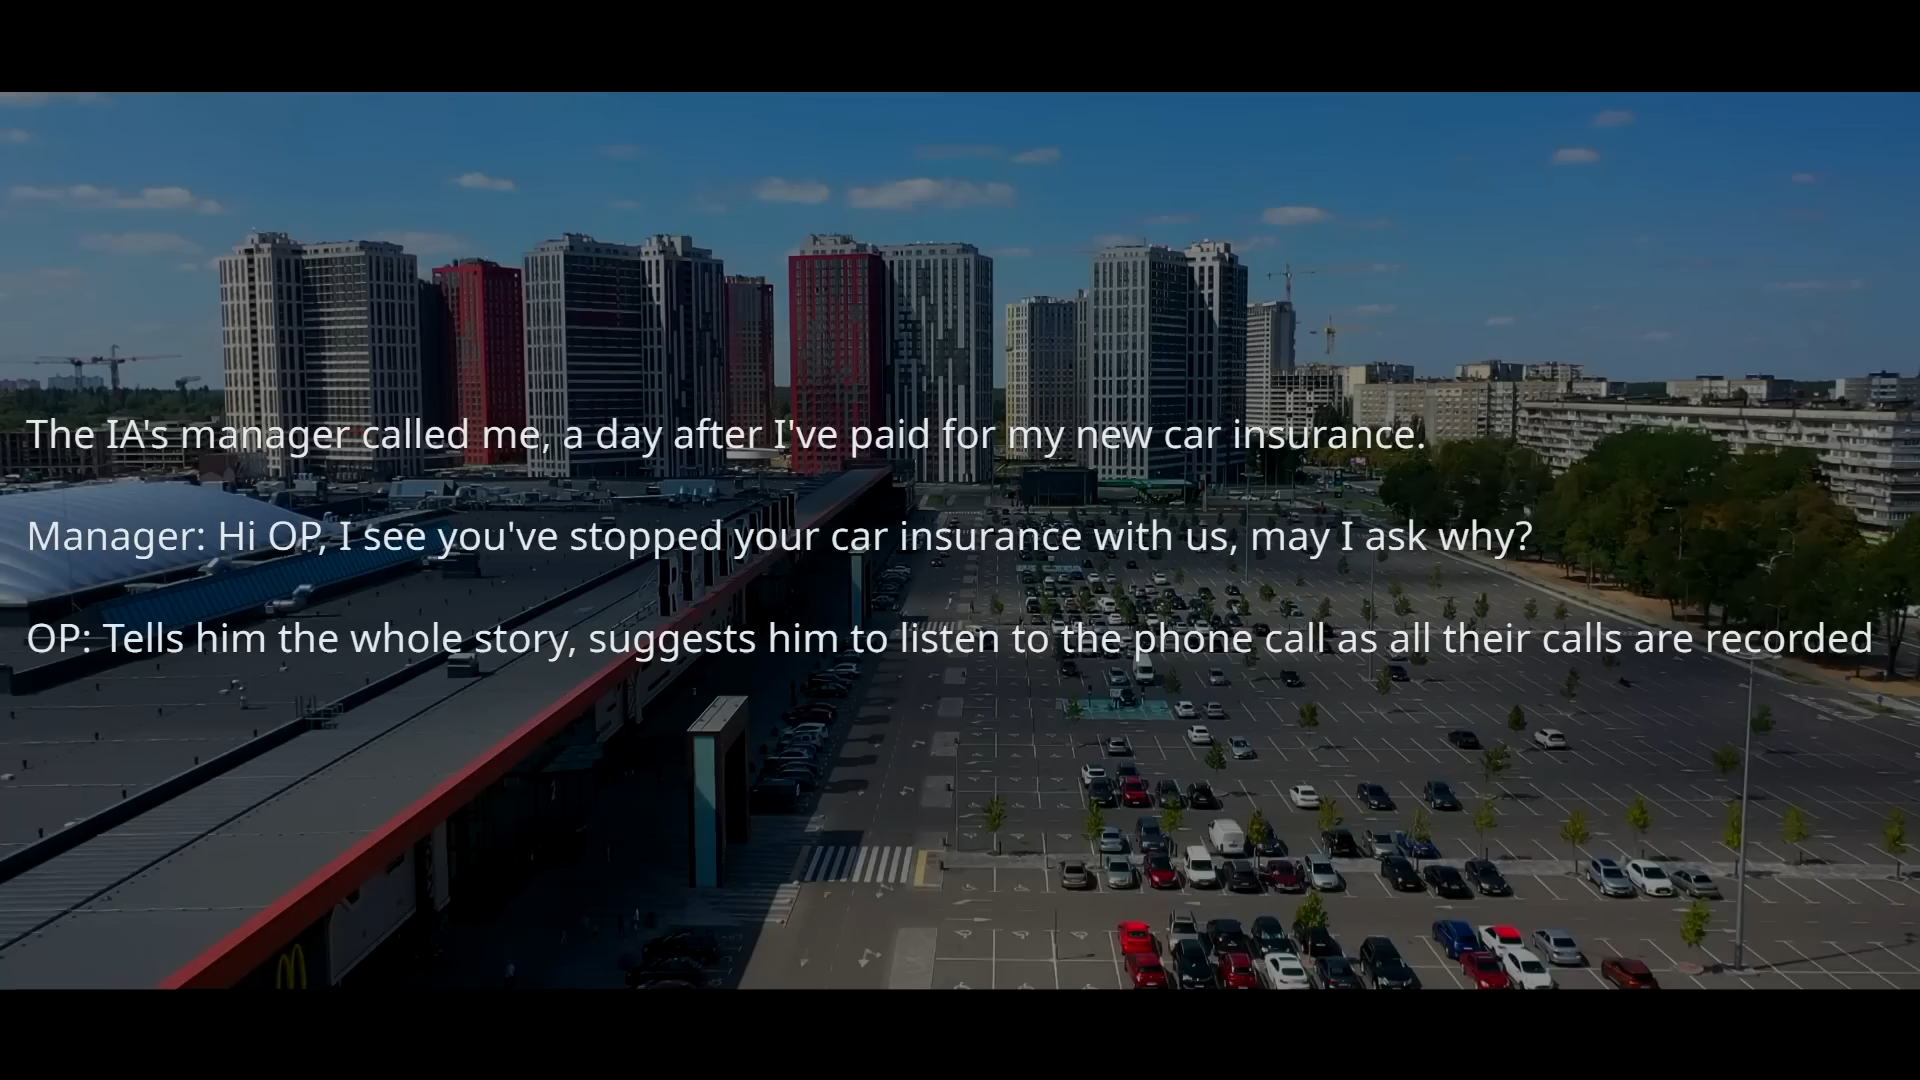 The IA's manager called me, a day after I've paid for my new car insurance.
Manager: Hi OP, I see you've stopped your car insurance with us, may I ask why?
OP: Tells him the whole story, suggests him to listen to the phone call as all their calls are recorded